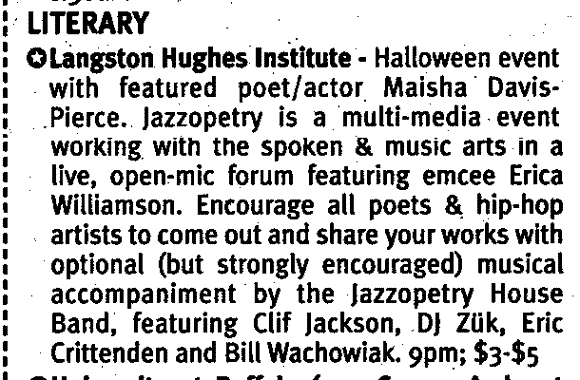 LITERARY
✪Langston Hughes Institute - Halloween event
with featured poet/actor Maisha Davis-
Pierce. Jazzopetry is a multi-media event
working with the spoken & music arts in a
live, open-mic forum featuring emcee Erica
Williamson. Encourage all poets & hip-hop
artists to come out and share your works with
optional (but strongly encouraged) musical
accompaniment by the Jazzopetry House
Band, featuring Clif Jackson, DJ Zük, Eric
Crittenden and Bill Wachowiak. 9pm; $3-$5